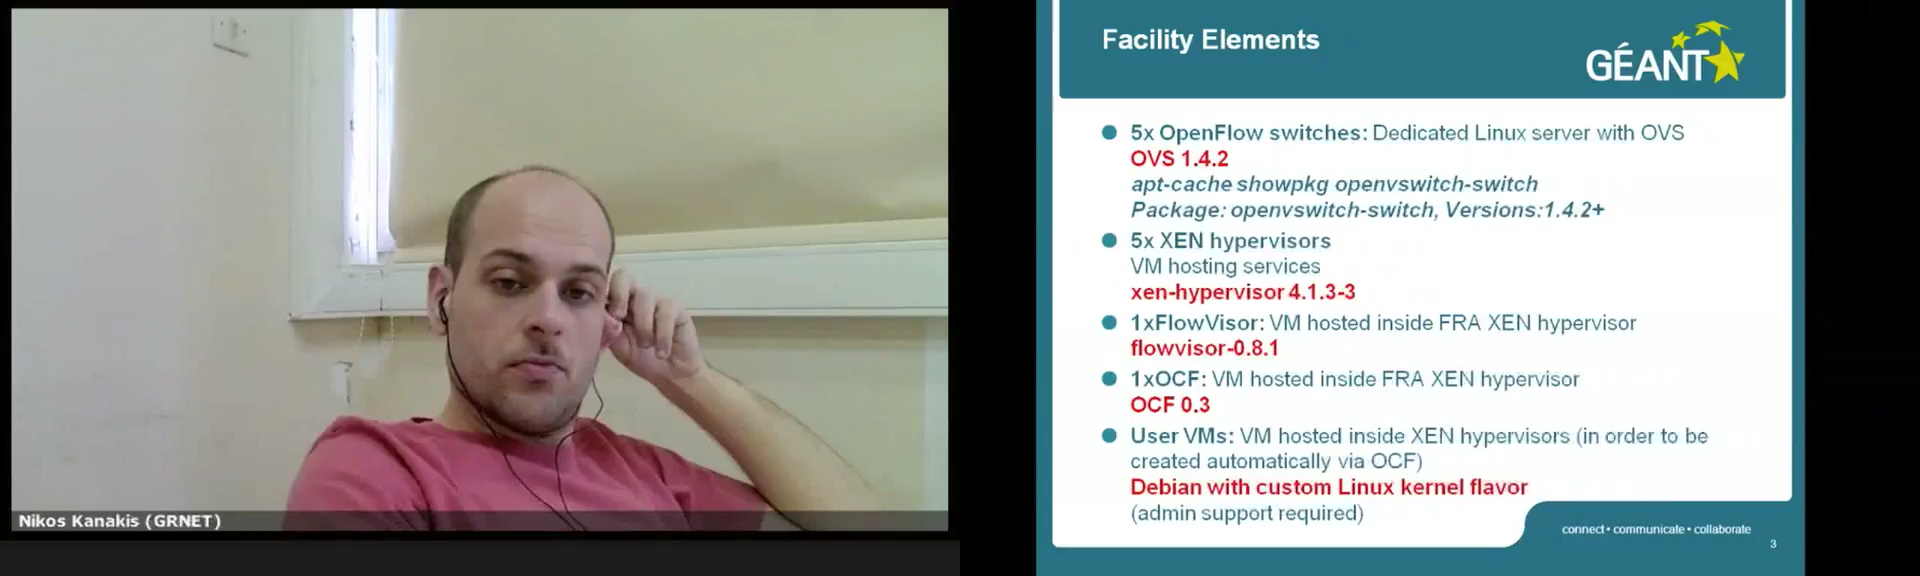 Nikos Kanakis (GRNET)
Facility Elements
GÉANT
5x OpenFlow switches: Dedicated Linux server with OVS
OVS 1.4.2
apt-cache showpkg openvswitch-switch
Package: openvswitch-switch, Versions:1.4.2+
5x XEN hypervisors
VM hosting services
xen-hypervisor 4.1.3-3
1xFlowVisor: VM hosted inside FRA XEN hypervisor
flowvisor-0.8.1
1xOCF: VM hosted inside FRA XEN hypervisor
OCF 0.3
User VMs: VM hosted inside XEN hypervisors (in order to be
created automatically via OCF)
Debian with custom Linux kernel flavor
(admin support required)
connect • communicate • collaborate
3